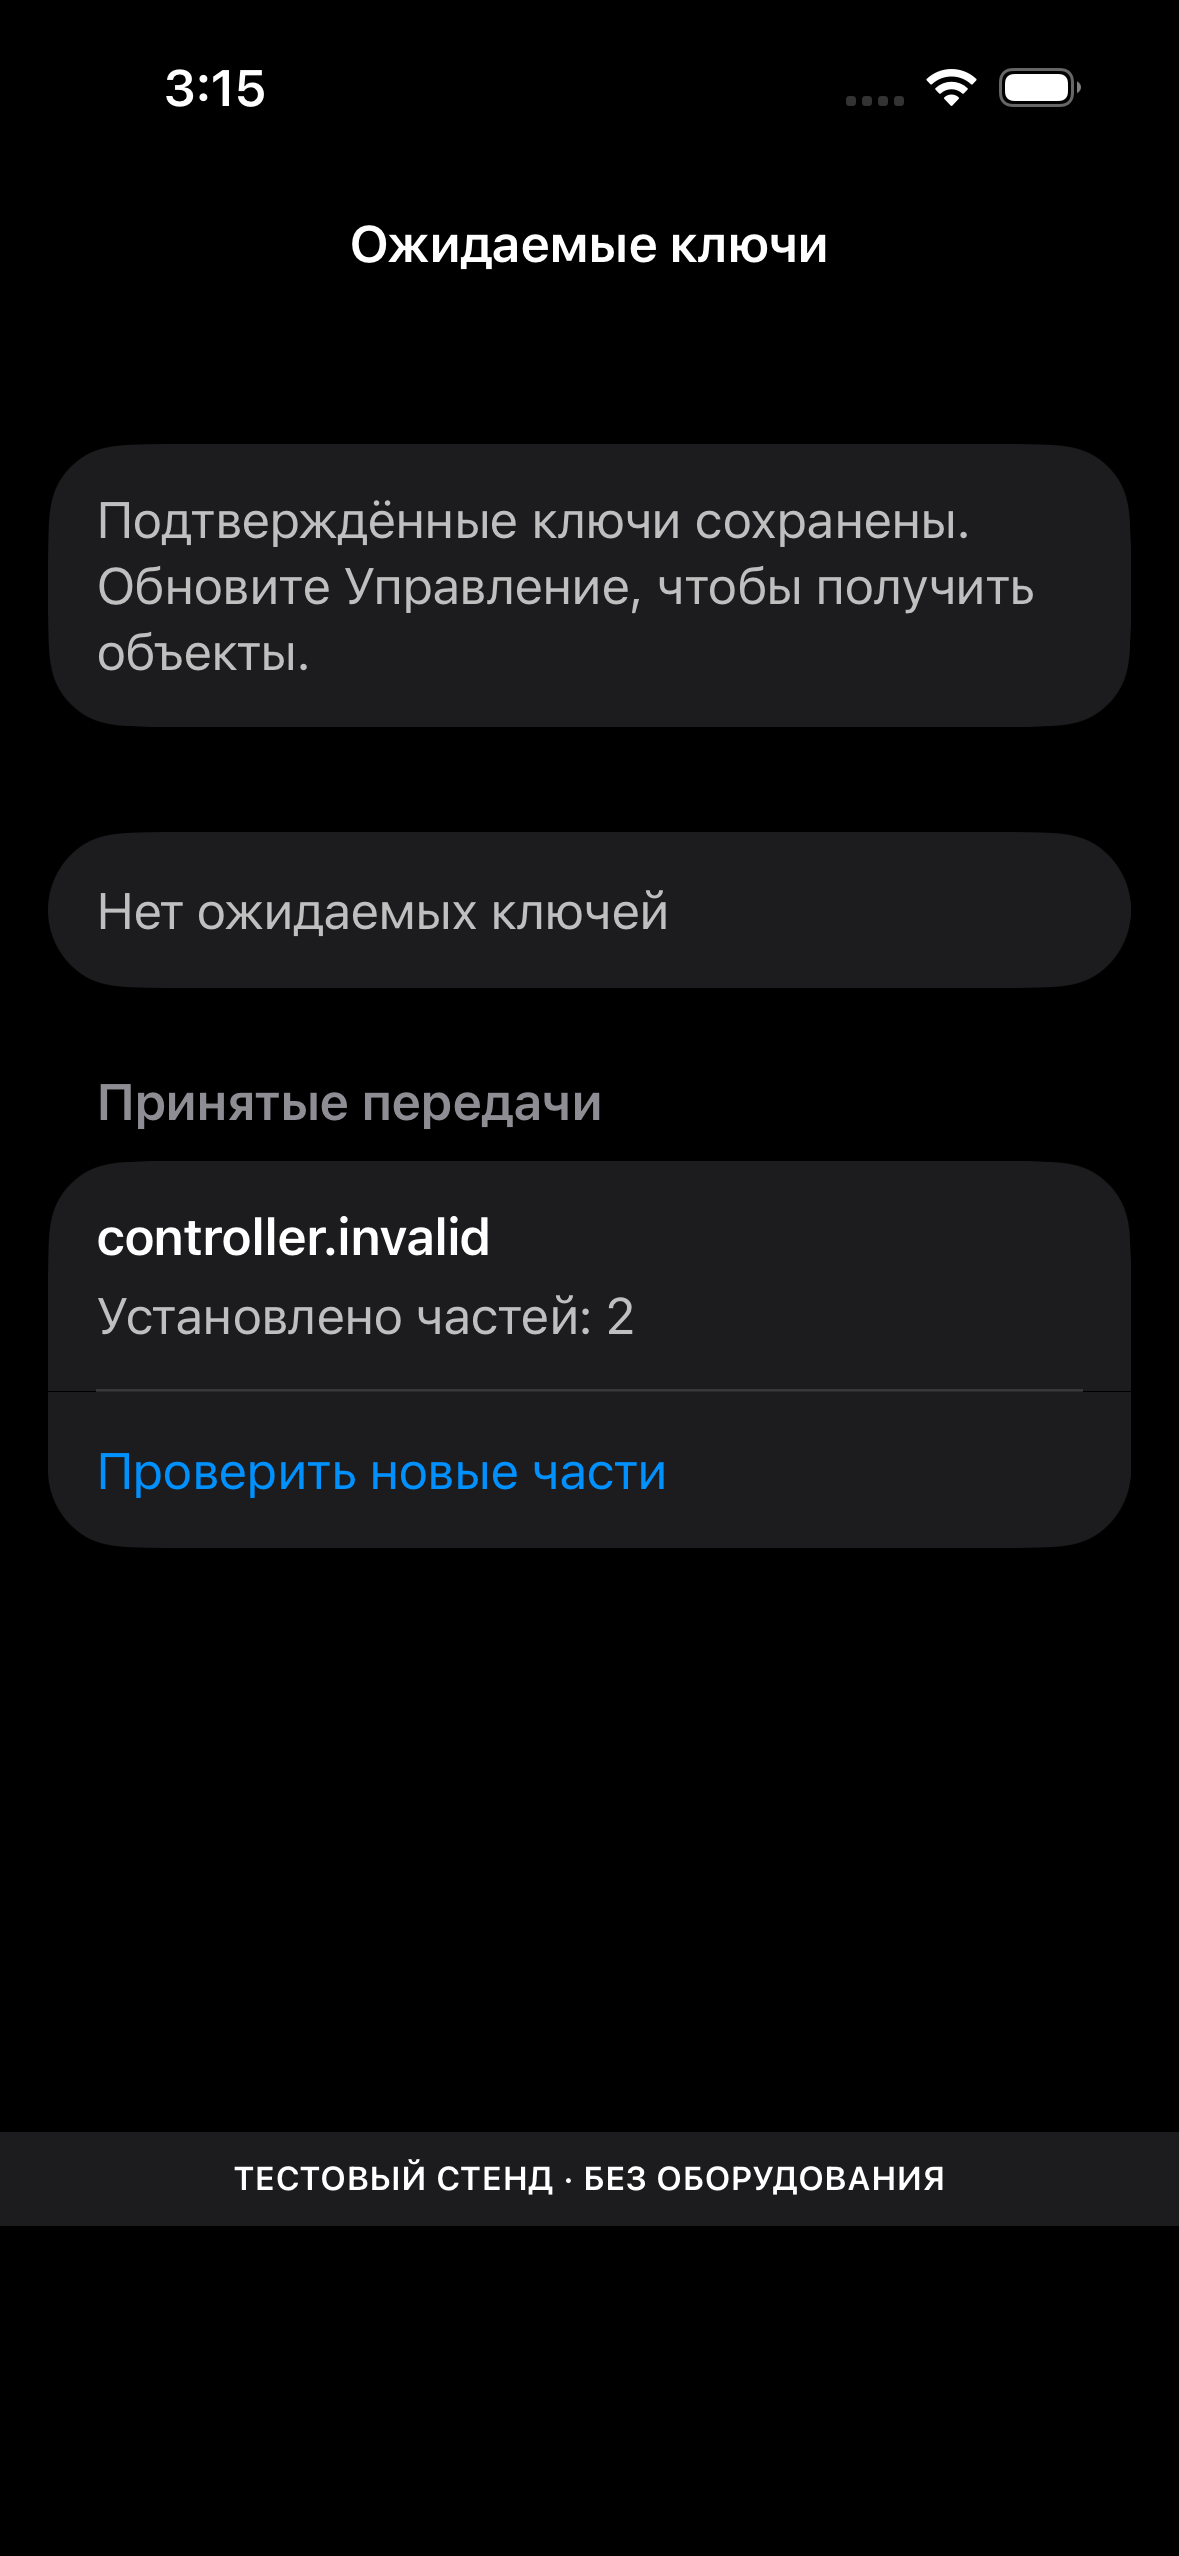 3:15
Ожидаемые ключи
Подтверждённые ключи сохранены.
Обновите Управление, чтобы получить
объекты.
Нет ожидаемых ключей
Принятые передачи
controller.invalid
Установлено частей: 2
Проверить новые части
ТЕСТОВЫЙ СТЕНД · БЕЗ ОБОРУДОВАНИЯ